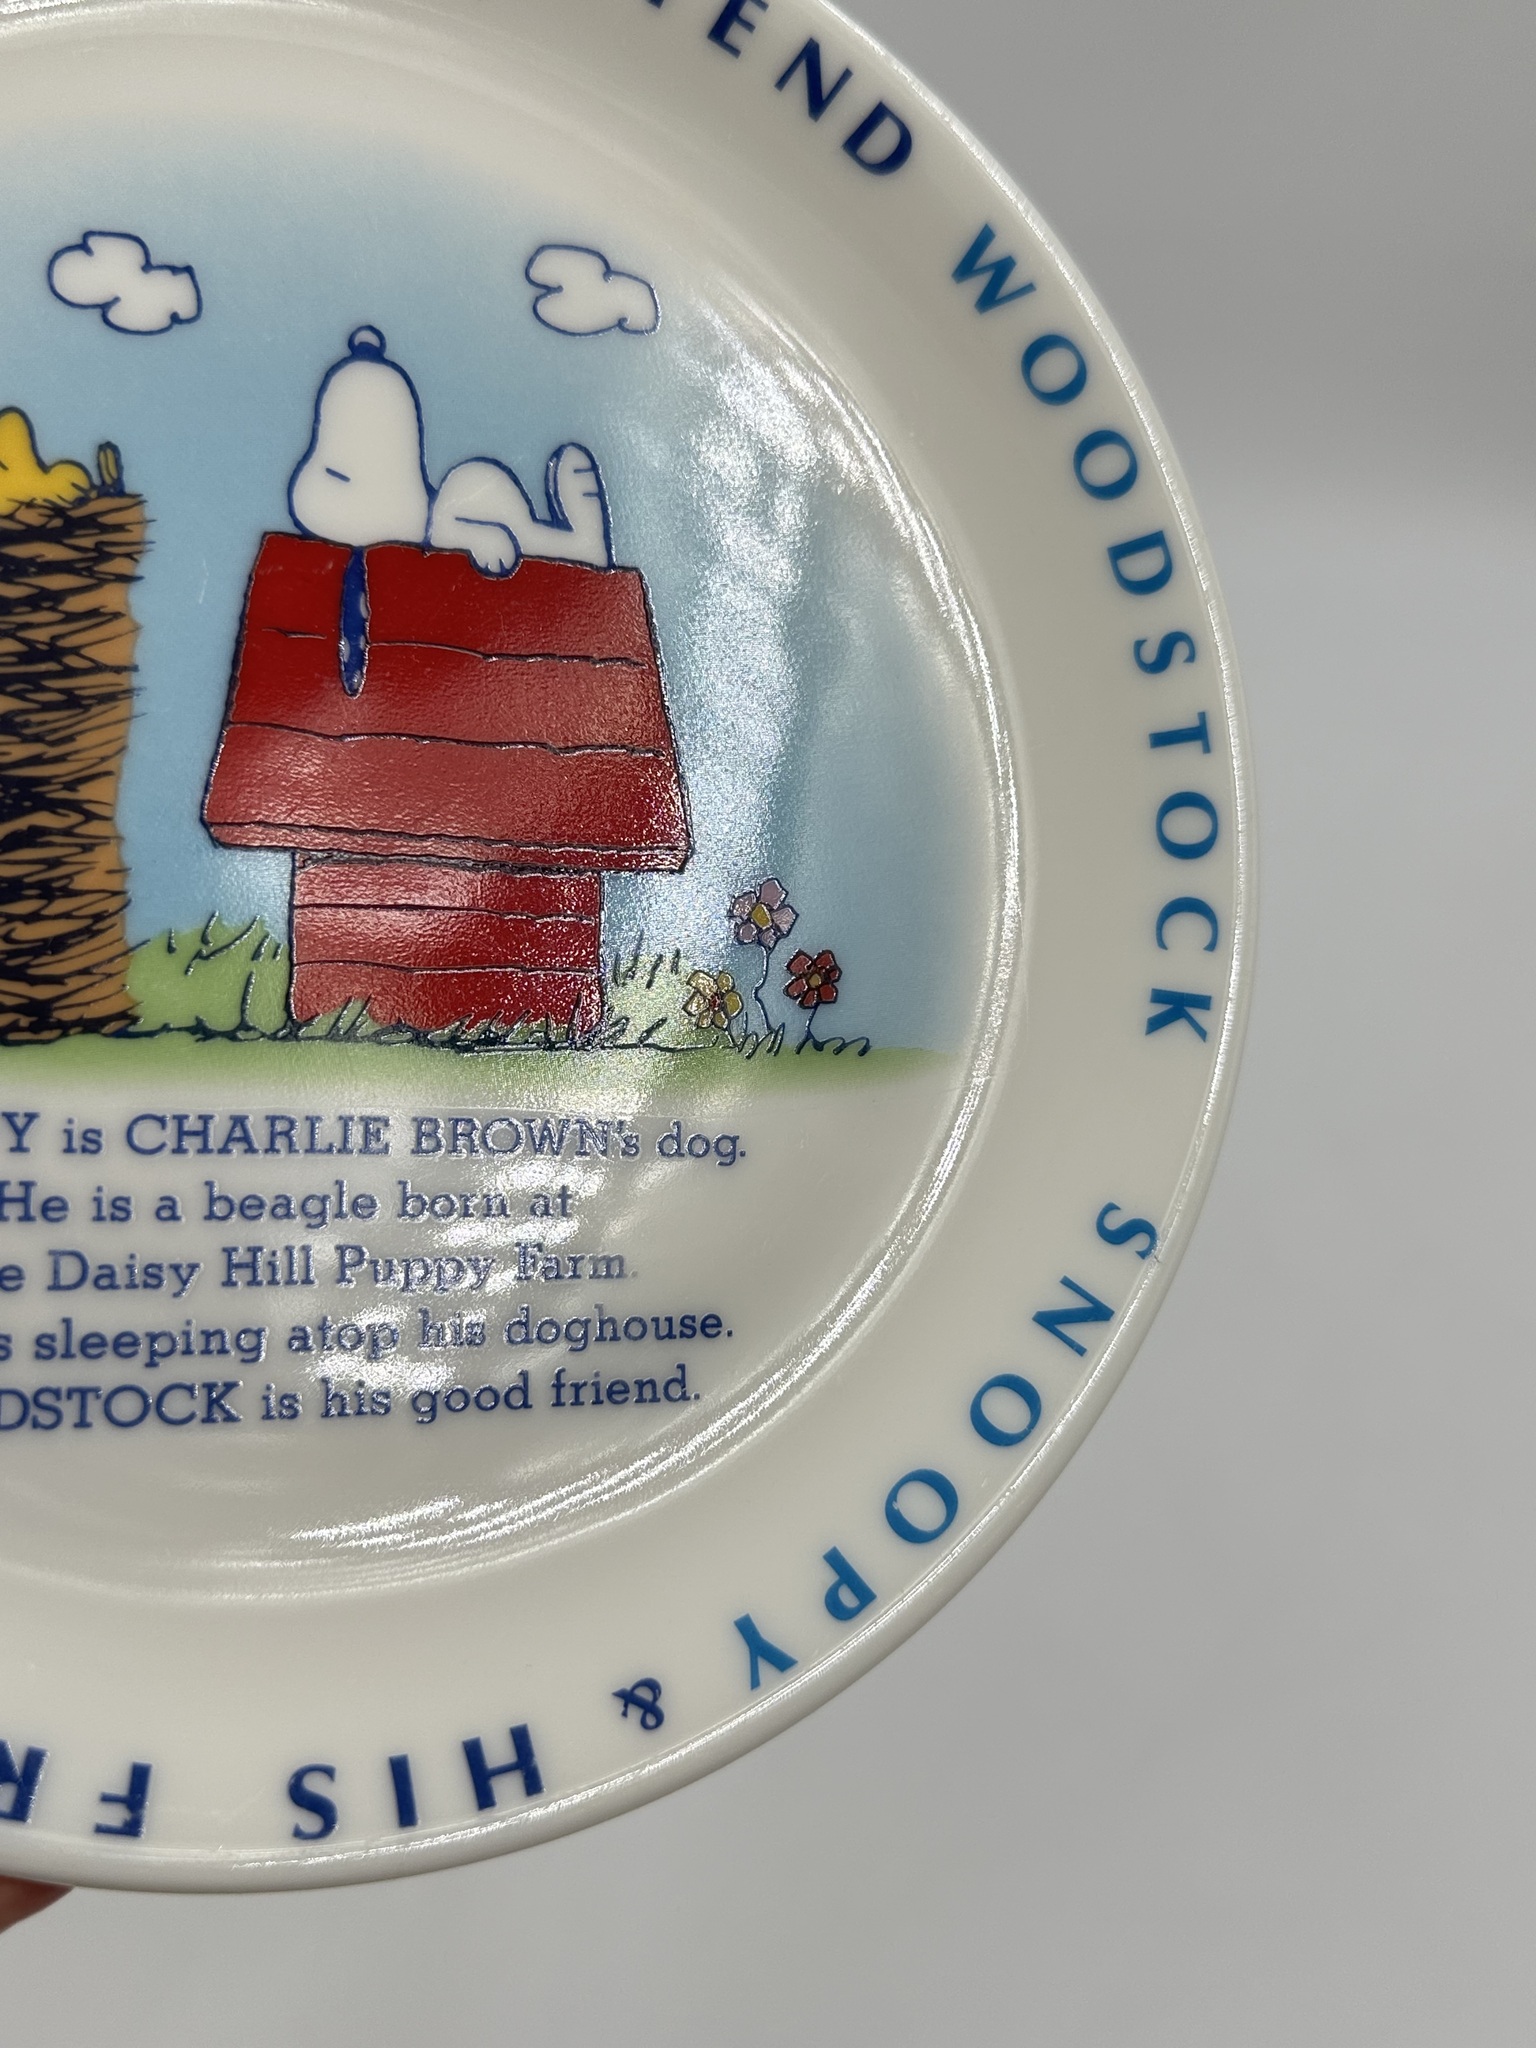 Y is CHARLIE BROWN's dog.
He is a beagle born at
e Daisy Hill Puppy Farm.
s sleeping atop his doghouse.
DSTOCK is his good friend.
END WOODSTOCK SNOOPY & HIS FR